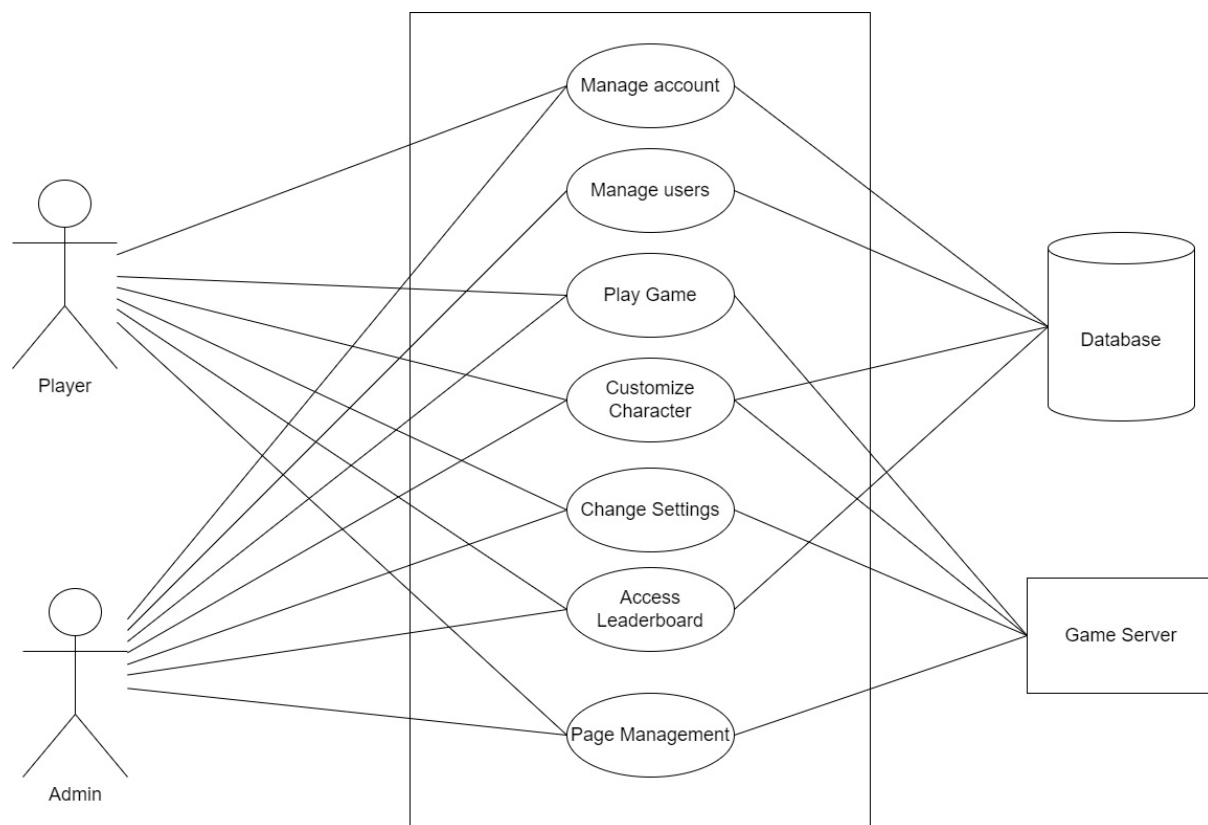 Manage account
Manage users
Play Game
Customize
Character
Change Settings
Access
Leaderboard
Page Management
Player
Admin
Database
Game Server